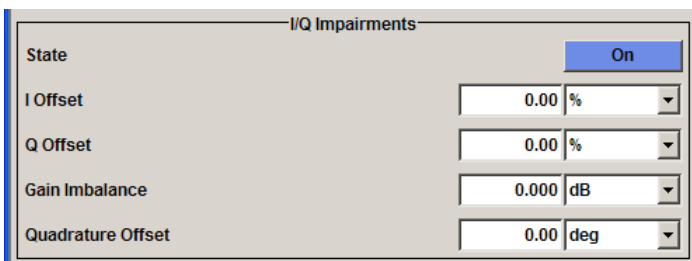 I/Q Impairments
State On
I Offset 0.00 %
Q Offset 0.00 %
Gain Imbalance 0.000 dB
Quadrature Offset 0.00 deg